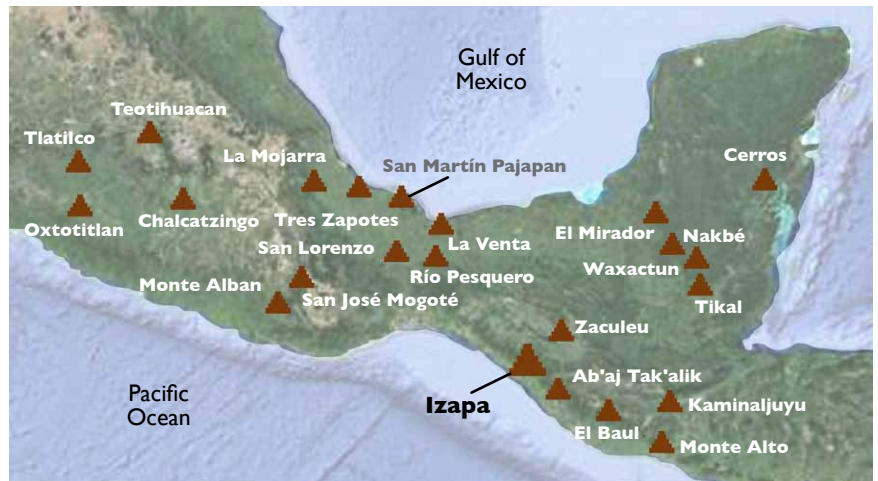 Gulf of
Mexico
Teotihuacan
Tlatilco
La Mojarra
San Martín Pajapan
Cerros
Oxtotitlan
Chalcatzingo
Tres Zapotes
El Mirador
Nakbé
San Lorenzo
La Venta
Waxactun
Río Pesquero
Monte Alban
San José Mogoté
Tikal
Zaculeu
Pacific
Ocean
Izapa
Ab'aj Tak'alik
Kaminaljuyu
El Baul
Monte Alto